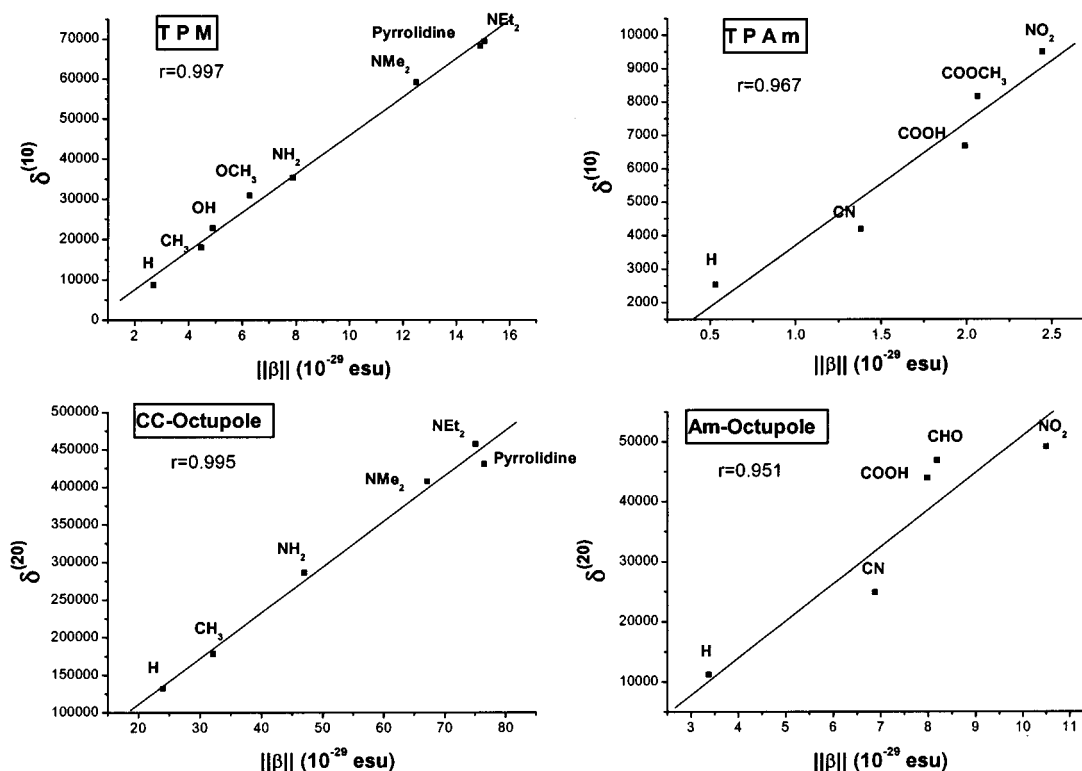 TPM
r=0.997
δ(10)
70000
60000
50000
40000
30000
20000
10000
0
H
CH3
OH
OCH3
NH2
NMe2
Pyrrolidine
NEt2
2 4 6 8 10 12 14 16
||β|| (10-29 esu)
TPAm
r=0.967
δ(10)
10000
9000
8000
7000
6000
5000
4000
3000
2000
H
CN
COOH
COOCH3
NO2
0.5 1.0 1.5 2.0 2.5
||β|| (10-29 esu)
CC-Octupole
r=0.995
δ(20)
500000
450000
400000
350000
300000
250000
200000
150000
100000
H
CH3
NH2
NMe2
NEt2
Pyrrolidine
20 30 40 50 60 70 80
||β|| (10-29 esu)
Am-Octupole
r=0.951
δ(20)
50000
40000
30000
20000
10000
H
CN
COOH
CHO
NO2
3 4 5 6 7 8 9 10 11
||β|| (10-29 esu)